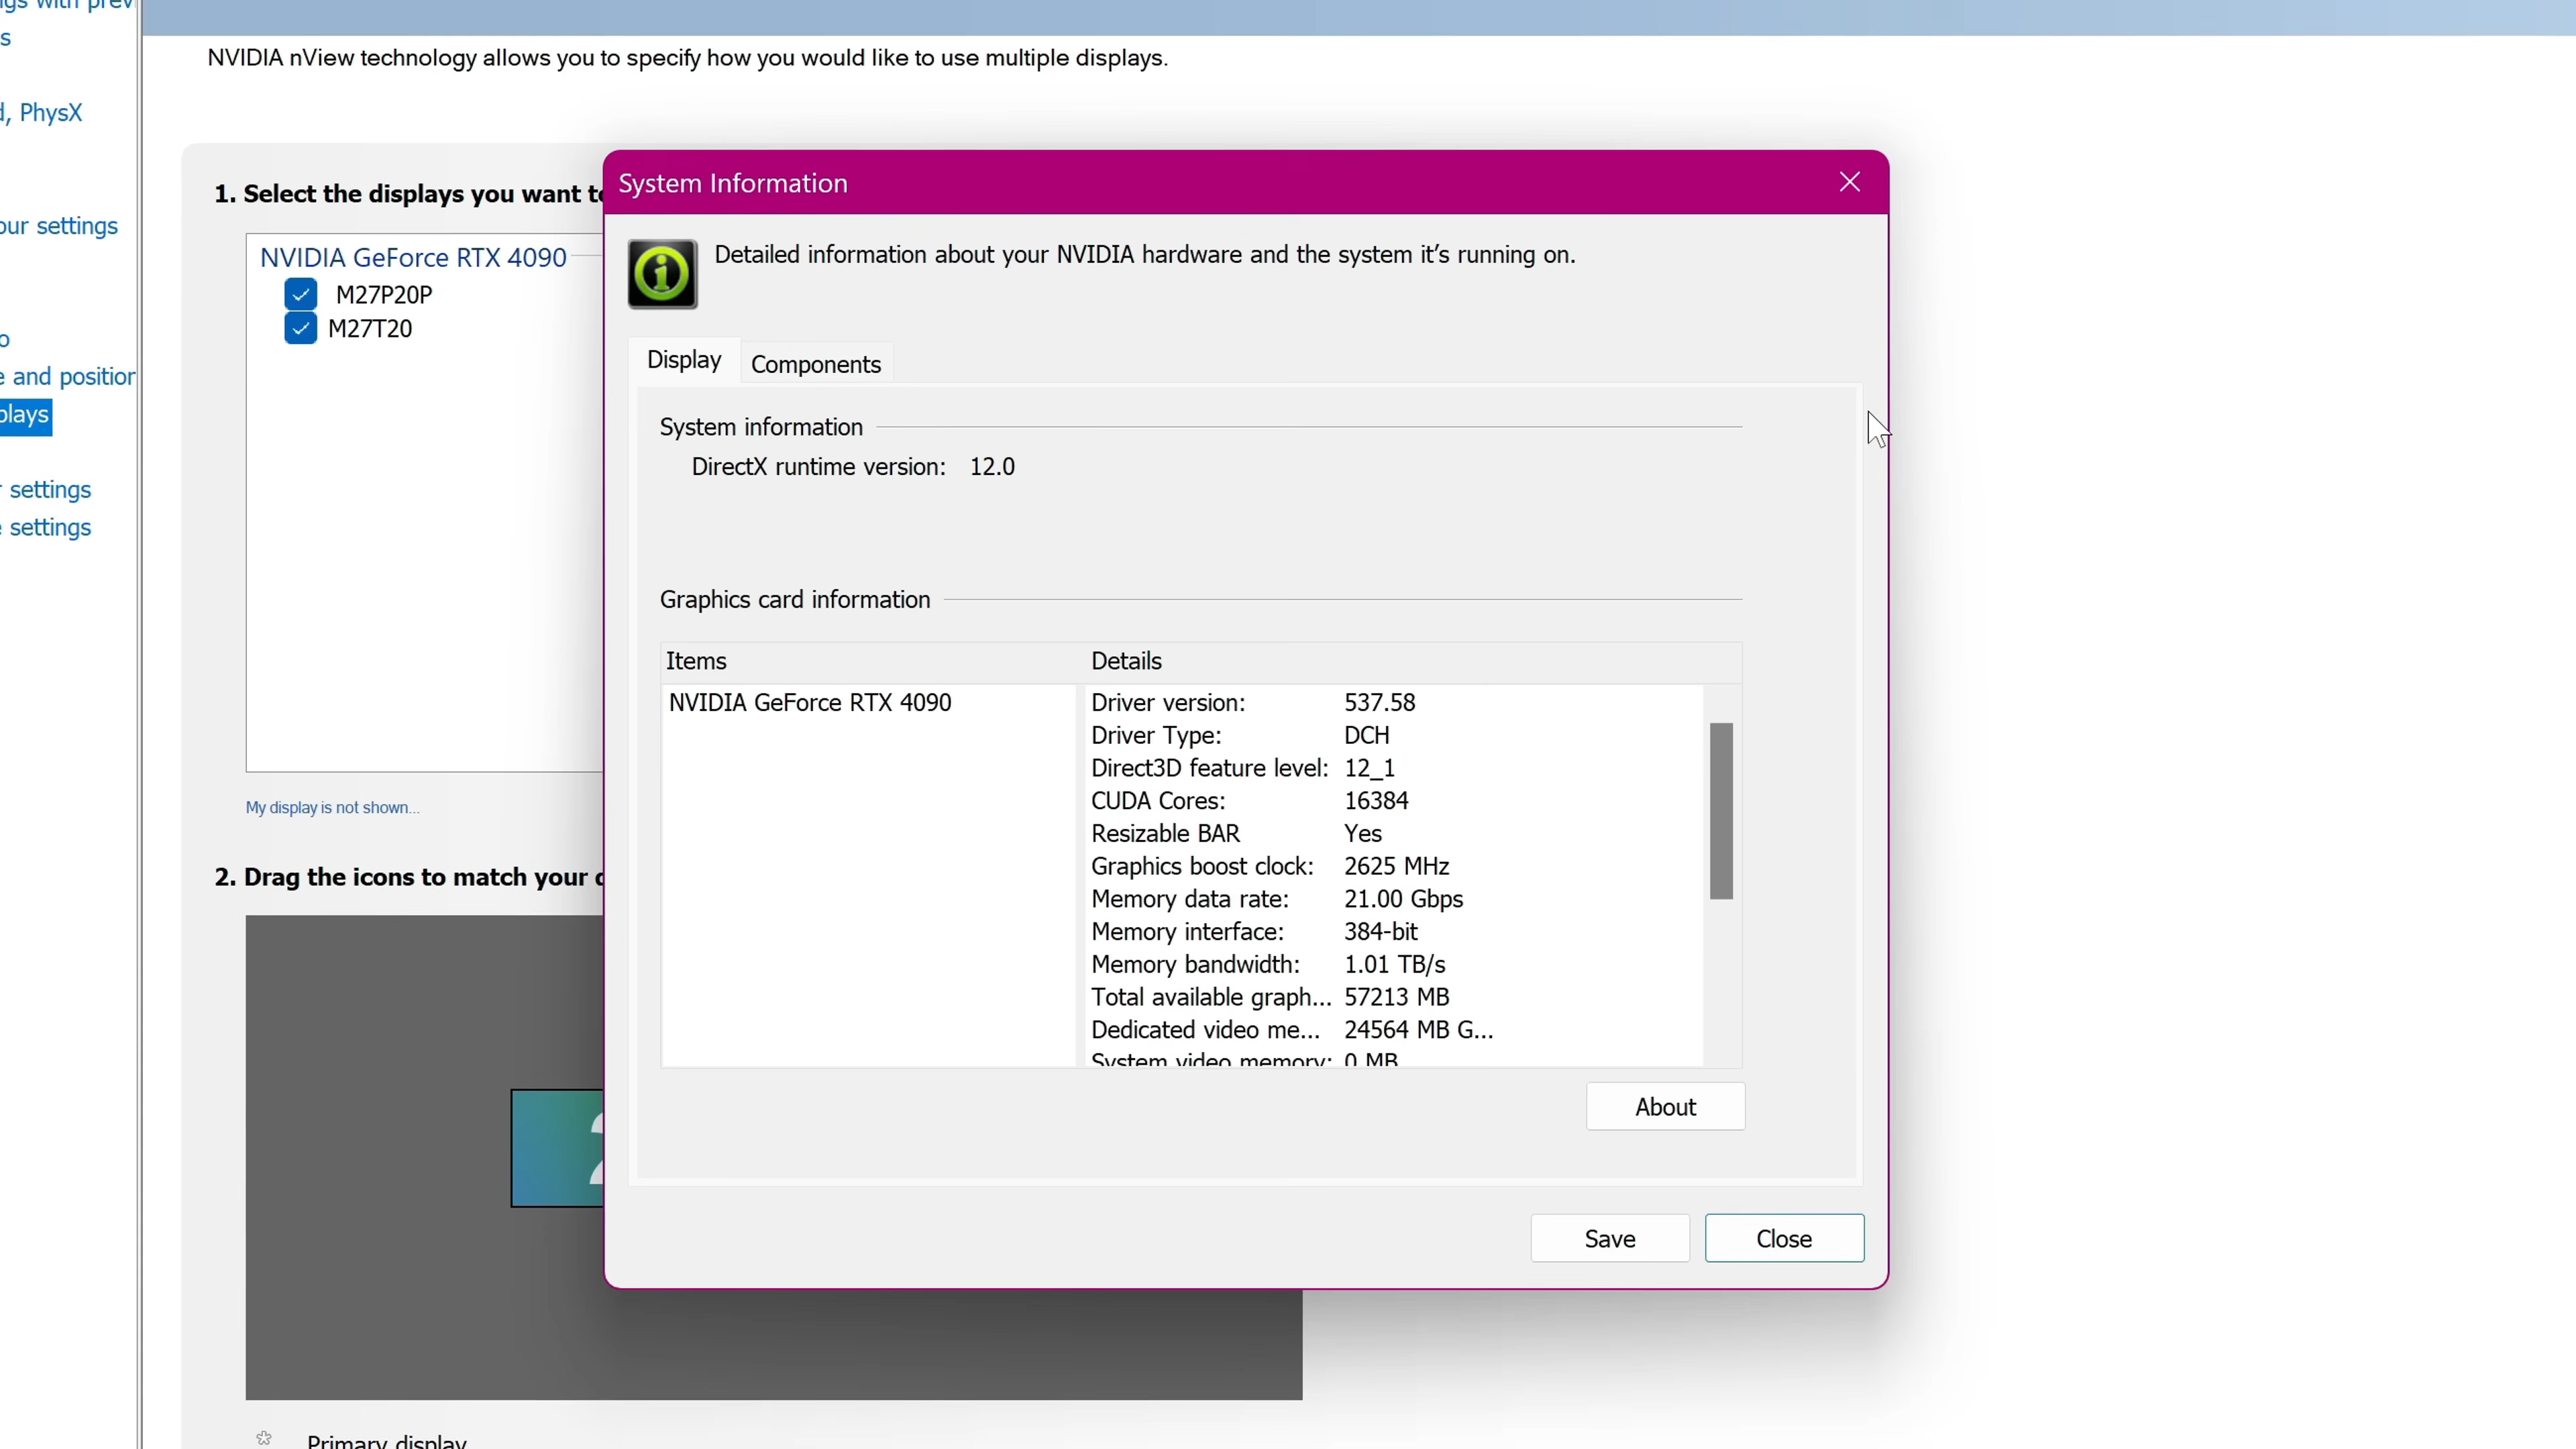 NVIDIA nView technology allows you to specify how you would like to use multiple displays.
s
d, PhysX
our settings
o
e and position
plays
r settings
e settings
1. Select the displays you want to
NVIDIA GeForce RTX 4090
M27P20P
M27T20
My display is not shown...
2. Drag the icons to match your
2
Primary display
System Information
Detailed information about your NVIDIA hardware and the system it's running on.
Display
Components
System information
DirectX runtime version: 12.0
Graphics card information
Items
Details
NVIDIA GeForce RTX 4090
Driver version: 537.58
Driver Type: DCH
Direct3D feature level: 12_1
CUDA Cores: 16384
Resizable BAR Yes
Graphics boost clock: 2625 MHz
Memory data rate: 21.00 Gbps
Memory interface: 384-bit
Memory bandwidth: 1.01 TB/s
Total available graph... 57213 MB
Dedicated video me... 24564 MB G...
System video memory: 0 MB
About
Save
Close